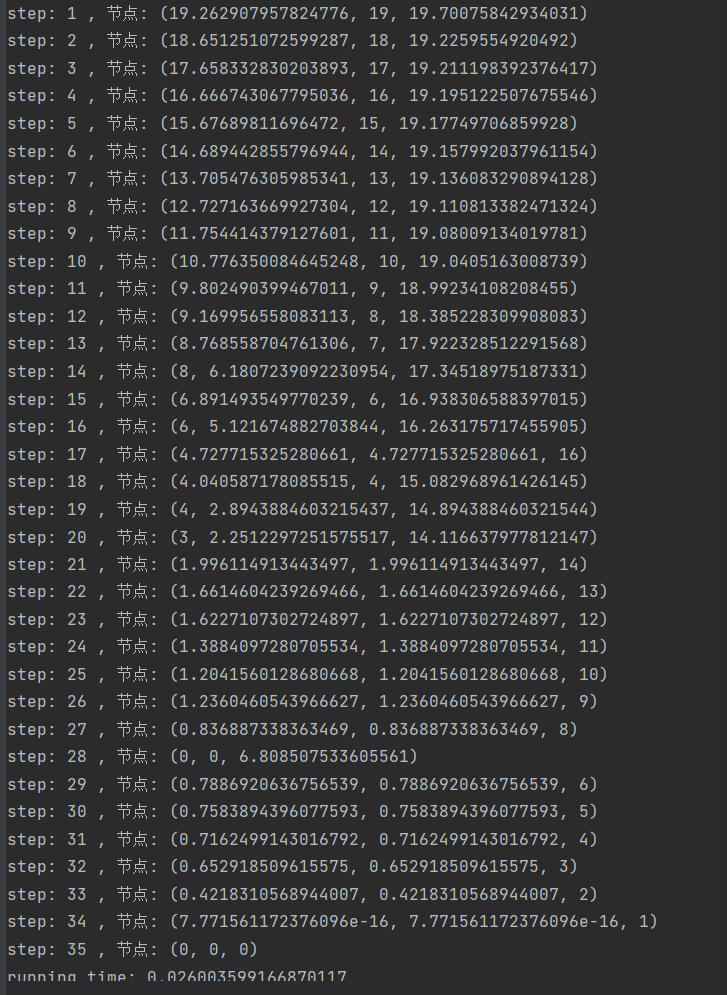 step: 1 , 节点: (19.262907957824776, 19, 19.70075842934031)
step: 2 , 节点: (18.651251072599287, 18, 19.2259554920492)
step: 3 , 节点: (17.658332830203893, 17, 19.211198392376417)
step: 4 , 节点: (16.666743067795036, 16, 19.195122507675546)
step: 5 , 节点: (15.67689811696472, 15, 19.17749706859928)
step: 6 , 节点: (14.689442855796944, 14, 19.157992037961154)
step: 7 , 节点: (13.705476305985341, 13, 19.136083290894128)
step: 8 , 节点: (12.727163669927304, 12, 19.110813382471324)
step: 9 , 节点: (11.754414379127601, 11, 19.08009134019781)
step: 10 , 节点: (10.776350084645248, 10, 19.0405163008739)
step: 11 , 节点: (9.802490399467011, 9, 18.99234108208455)
step: 12 , 节点: (9.169956558083113, 8, 18.385228309908083)
step: 13 , 节点: (8.768558704761306, 7, 17.922328512291568)
step: 14 , 节点: (8, 6.1807239092230954, 17.34518975187331)
step: 15 , 节点: (6.891493549770239, 6, 16.938306588397015)
step: 16 , 节点: (6, 5.121674882703844, 16.263175717455905)
step: 17 , 节点: (4.727715325280661, 4.727715325280661, 16)
step: 18 , 节点: (4.040587178085515, 4, 15.082968961426145)
step: 19 , 节点: (4, 2.8943884603215437, 14.894388460321544)
step: 20 , 节点: (3, 2.2512297251575517, 14.116637977812147)
step: 21 , 节点: (1.996114913443497, 1.996114913443497, 14)
step: 22 , 节点: (1.6614604239269466, 1.6614604239269466, 13)
step: 23 , 节点: (1.6227107302724897, 1.6227107302724897, 12)
step: 24 , 节点: (1.3884097280705534, 1.3884097280705534, 11)
step: 25 , 节点: (1.2041560128680668, 1.2041560128680668, 10)
step: 26 , 节点: (1.2360460543966627, 1.2360460543966627, 9)
step: 27 , 节点: (0.836887338363469, 0.836887338363469, 8)
step: 28 , 节点: (0, 0, 6.808507533605561)
step: 29 , 节点: (0.7886920636756539, 0.7886920636756539, 6)
step: 30 , 节点: (0.7583894396077593, 0.7583894396077593, 5)
step: 31 , 节点: (0.7162499143016792, 0.7162499143016792, 4)
step: 32 , 节点: (0.652918509615575, 0.652918509615575, 3)
step: 33 , 节点: (0.4218310568944007, 0.4218310568944007, 2)
step: 34 , 节点: (7.771561172376096e-16, 7.771561172376096e-16, 1)
step: 35 , 节点: (0, 0, 0)
running time: 0.026003599166870117